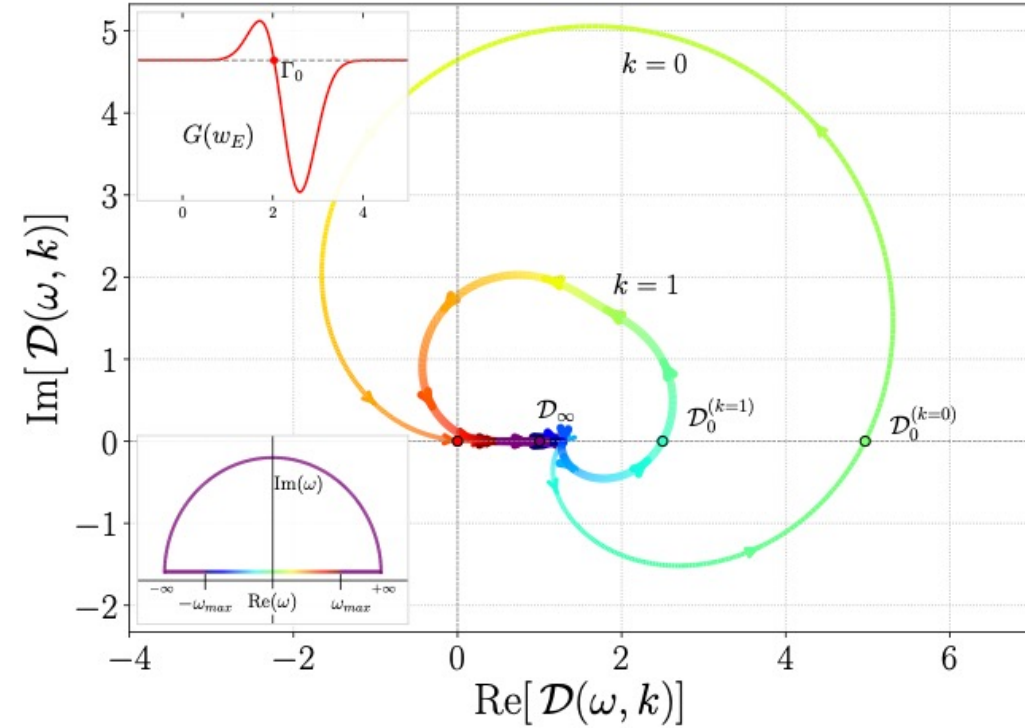 Im[𝒟(ω, k)]
5
4
3
2
1
0
−1
−2
G(w_E)
Γ₀
0 2 4
k = 0
k = 1
𝒟_∞
𝒟₀^(k=1)
𝒟₀^(k=0)
Im(ω)
−∞ +∞
−ω_max Re(ω) ω_max
−4 −2 0 2 4 6
Re[𝒟(ω, k)]